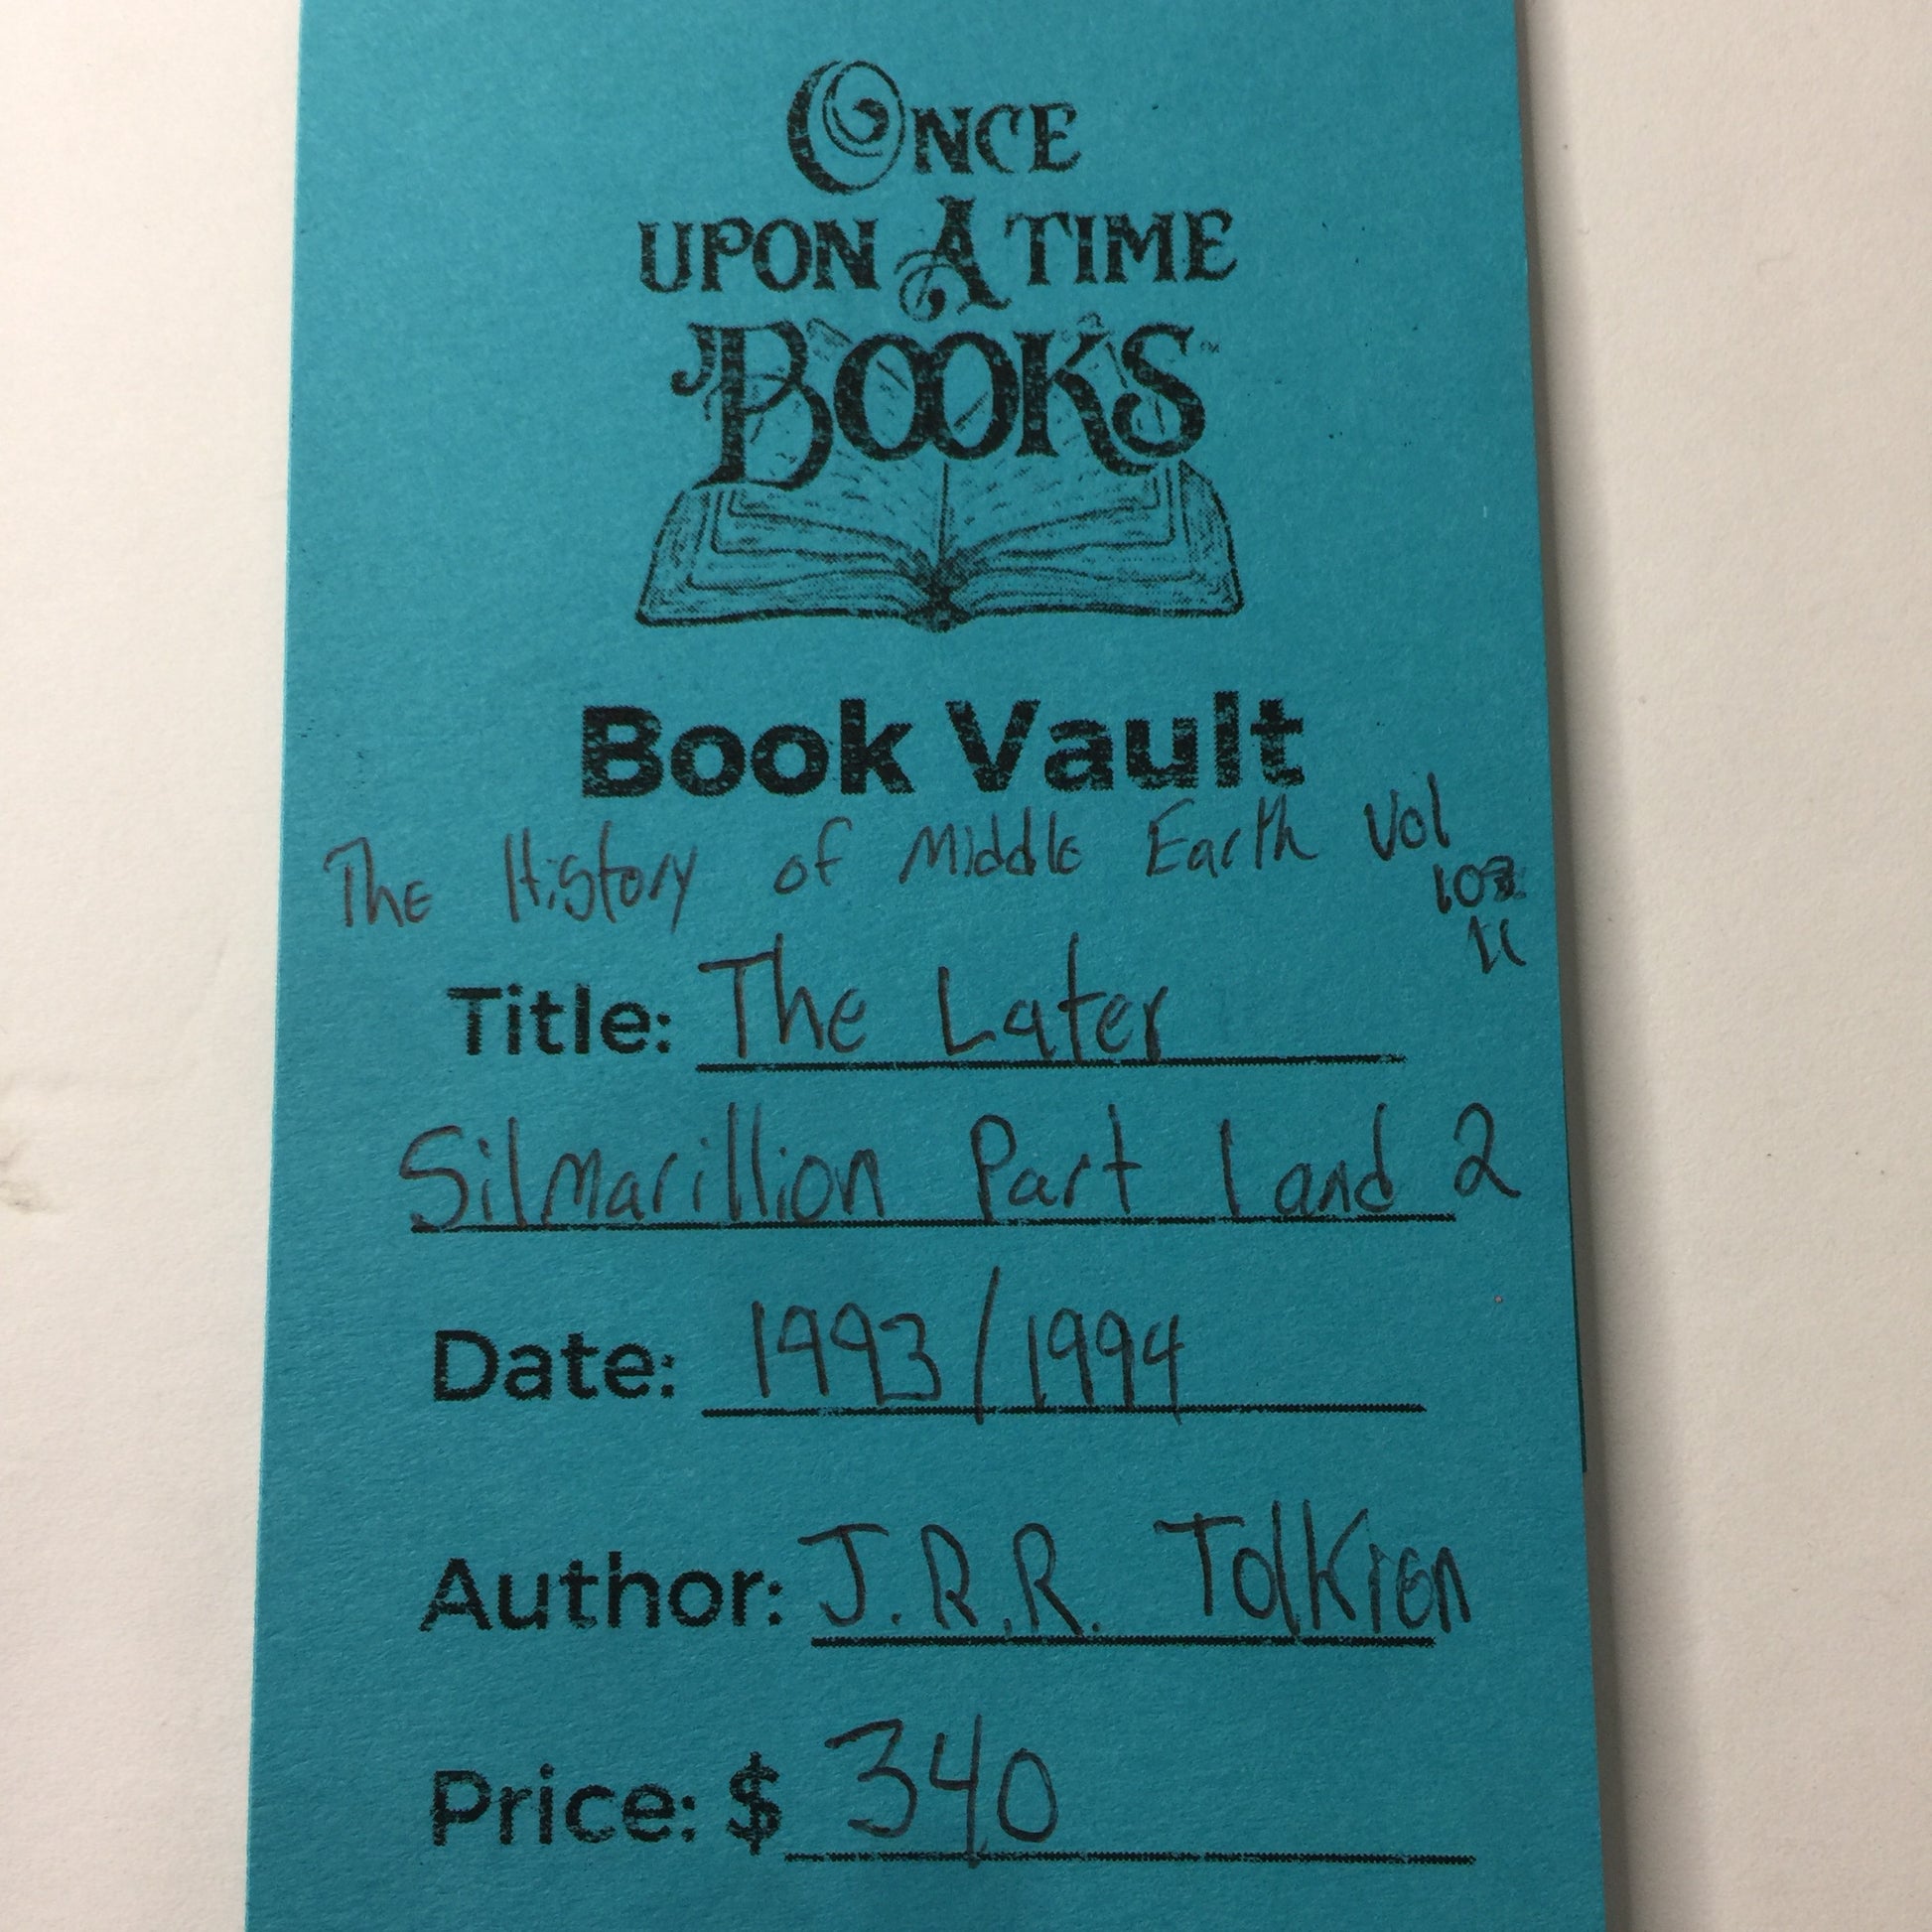 ONCE
UPON A TIME
BOOKS
Book Vault
The History of Middle Earth Vol
10&
11
Title: The Later
Silmarillion Part 1 and 2
Date: 1993/1994
Author: J.R.R. Tolkien
Price: $ 340